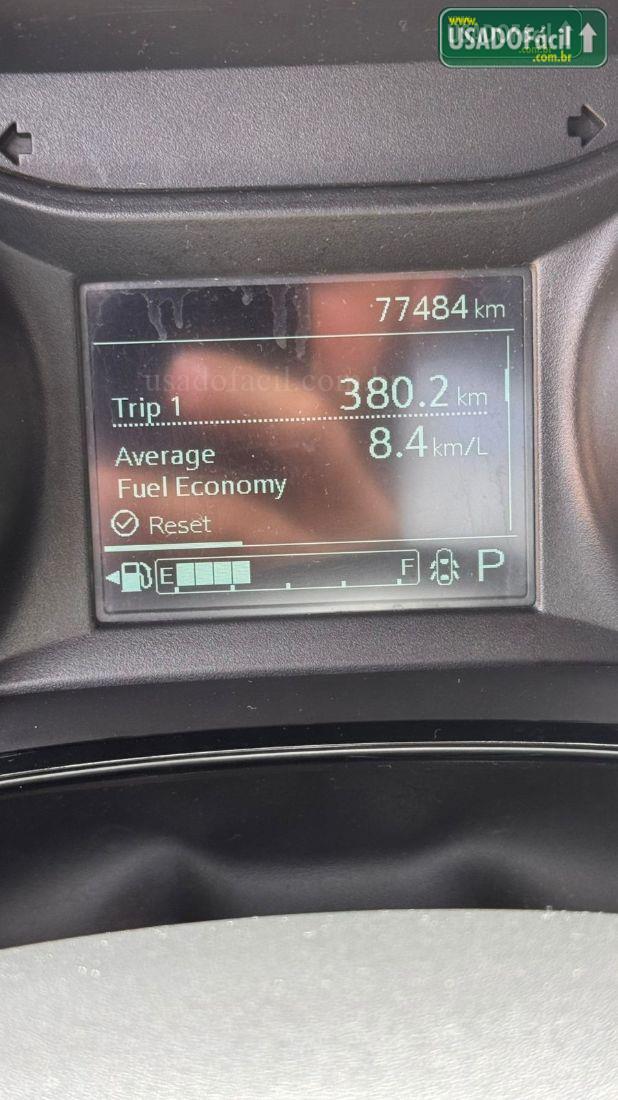 www.
USADOFácil
.com.br
77484 km
usadofacil.com.b
Trip 1 380.2 km
Average 8.4 km/L
Fuel Economy
Reset
E F P